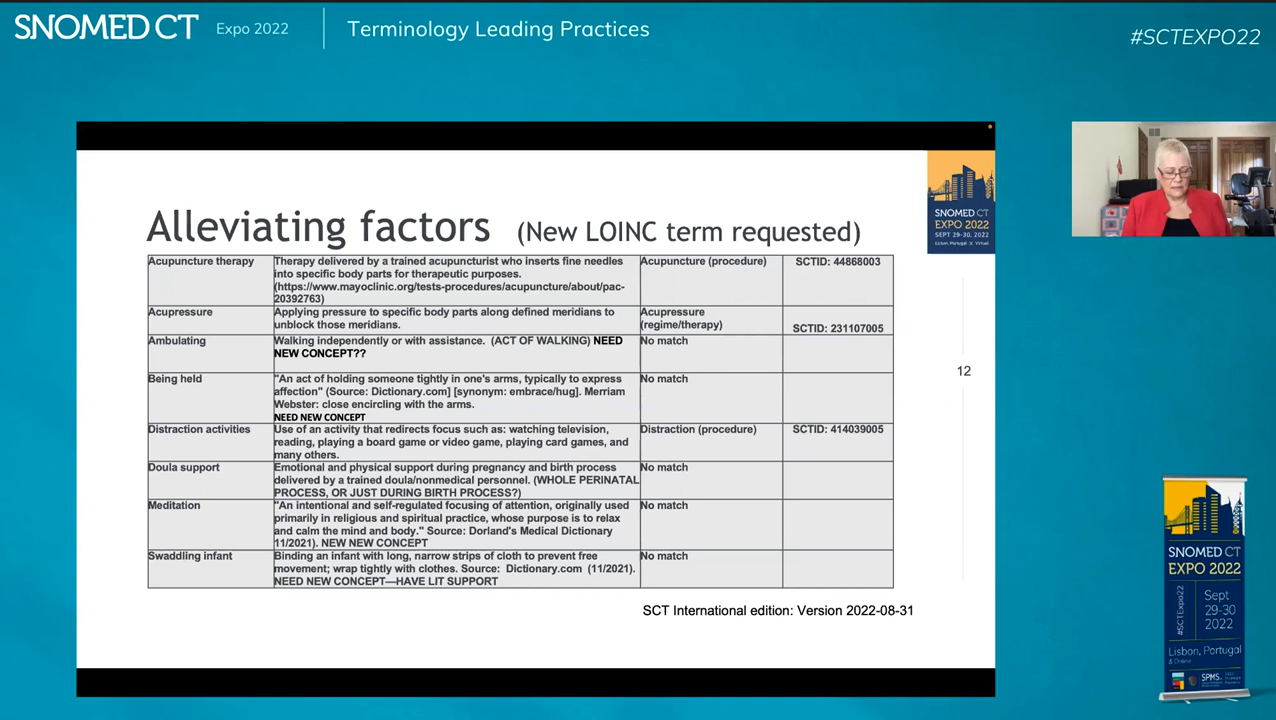 SNOMED CT Expo 2022 Terminology Leading Practices
#SCTEXPO22
SNOMED CT
EXPO 2022
SEPT 29-30, 2022
Lisbon, Portugal & Virtual
Alleviating factors (New LOINC term requested)
Acupuncture therapy
Therapy delivered by a trained acupuncturist who inserts fine needles
into specific body parts for therapeutic purposes.
(https://www.mayoclinic.org/tests-procedures/acupuncture/about/pac-
20392763)
Acupuncture (procedure)
SCTID: 44868003
Acupressure
Applying pressure to specific body parts along defined meridians to
unblock those meridians.
Acupressure
(regime/therapy)
SCTID: 231107005
Ambulating
Walking independently or with assistance. (ACT OF WALKING) NEED
NEW CONCEPT??
No match
Being held
"An act of holding someone tightly in one's arms, typically to express
affection" (Source: Dictionary.com] [synonym: embrace/hug]. Merriam
Webster: close encircling with the arms.
NEED NEW CONCEPT
No match
Distraction activities
Use of an activity that redirects focus such as: watching television,
reading, playing a board game or video game, playing card games, and
many others.
Distraction (procedure)
SCTID: 414039005
Doula support
Emotional and physical support during pregnancy and birth process
delivered by a trained doula/nonmedical personnel. (WHOLE PERINATAL
PROCESS, OR JUST DURING BIRTH PROCESS?)
No match
Meditation
"An intentional and self-regulated focusing of attention, originally used
primarily in religious and spiritual practice, whose purpose is to relax
and calm the mind and body." Source: Dorland's Medical Dictionary
11/2021). NEW NEW CONCEPT
No match
Swaddling infant
Binding an infant with long, narrow strips of cloth to prevent free
movement; wrap tightly with clothes. Source: Dictionary.com (11/2021).
NEED NEW CONCEPT—HAVE LIT SUPPORT
No match
12
SCT International edition: Version 2022-08-31
SNOMED CT
EXPO 2022
#SCTExpo22
Sept
29-30
2022
Lisbon, Portugal
& Online
SPMS